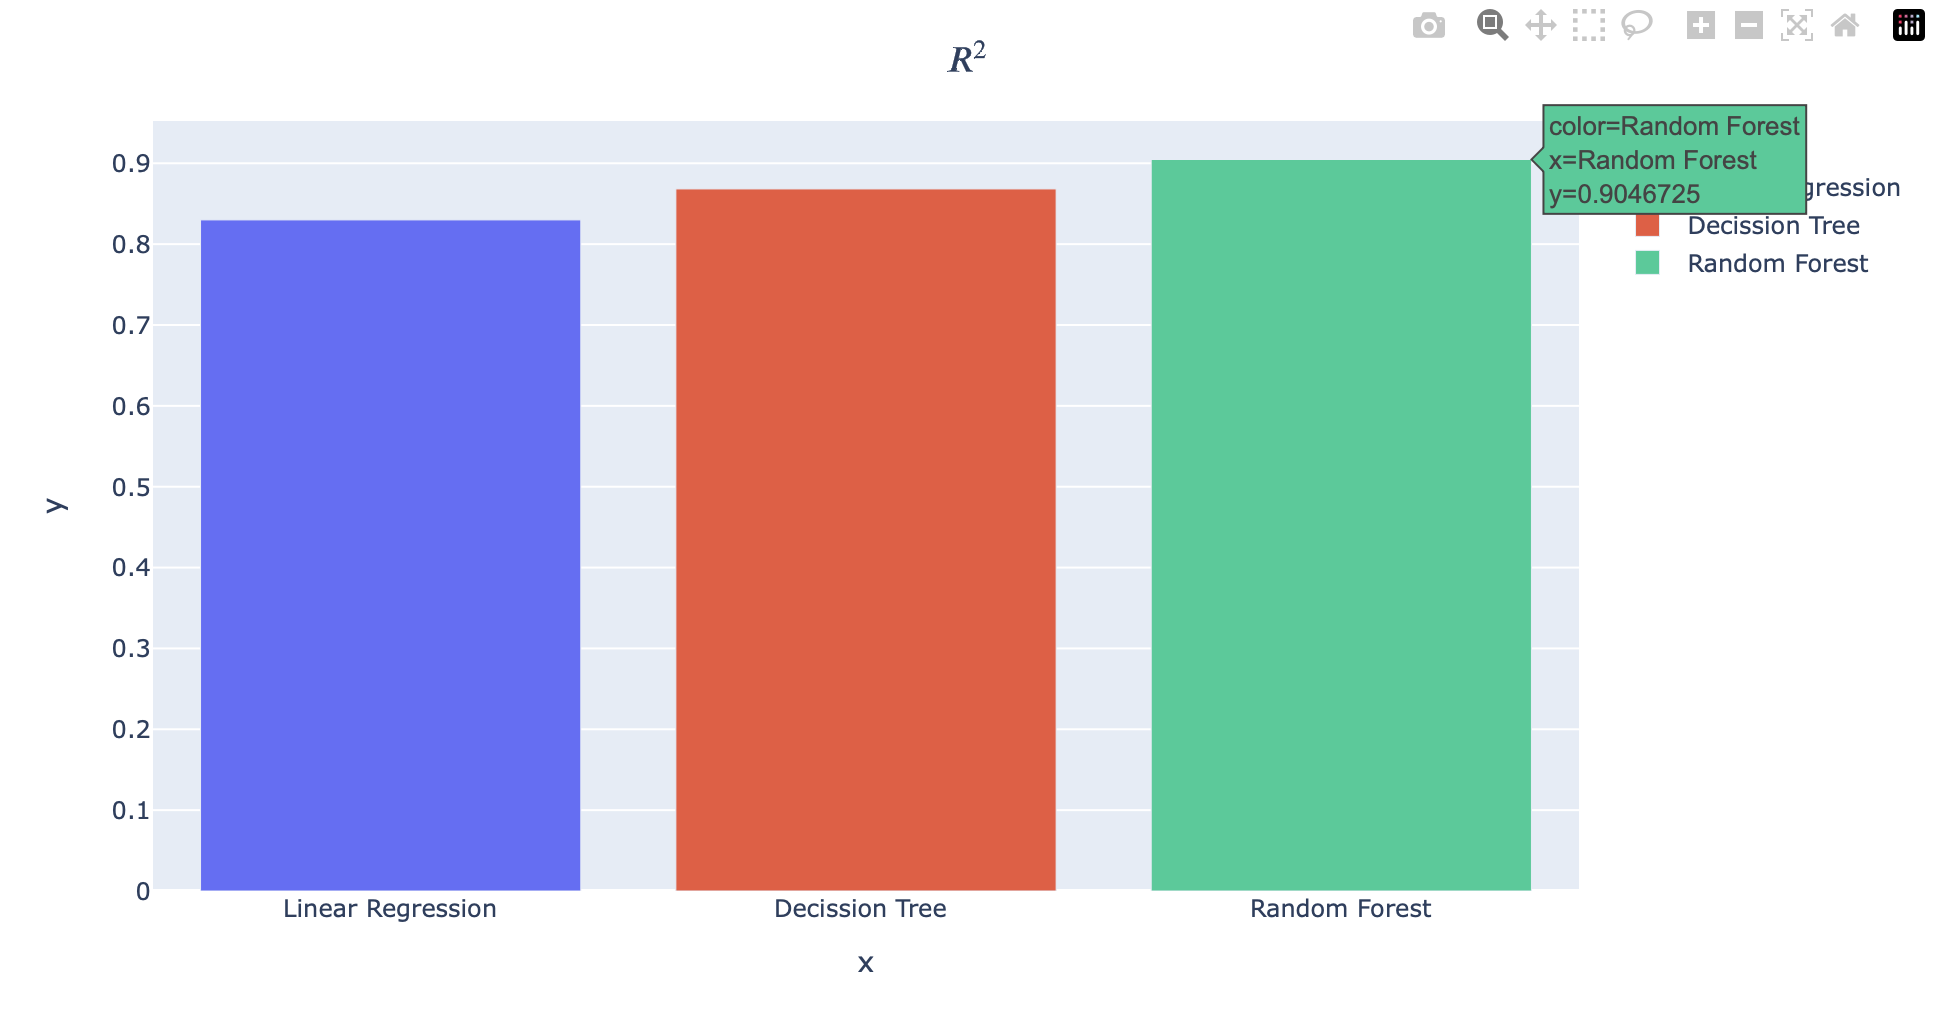 R²
color=Random Forest
x=Random Forest
y=0.9046725
Decission Tree
Random Forest
0.9
0.8
0.7
0.6
0.5
0.4
0.3
0.2
0.1
0
y
Linear Regression
Decission Tree
Random Forest
x